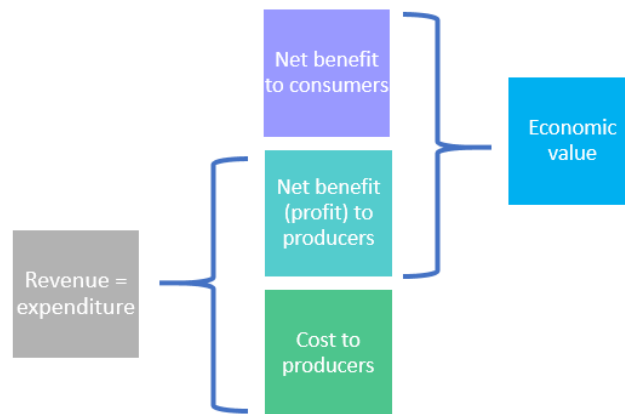 Net benefit
to consumers
Economic
value
Net benefit
(profit) to
producers
Revenue =
expenditure
Cost to
producers